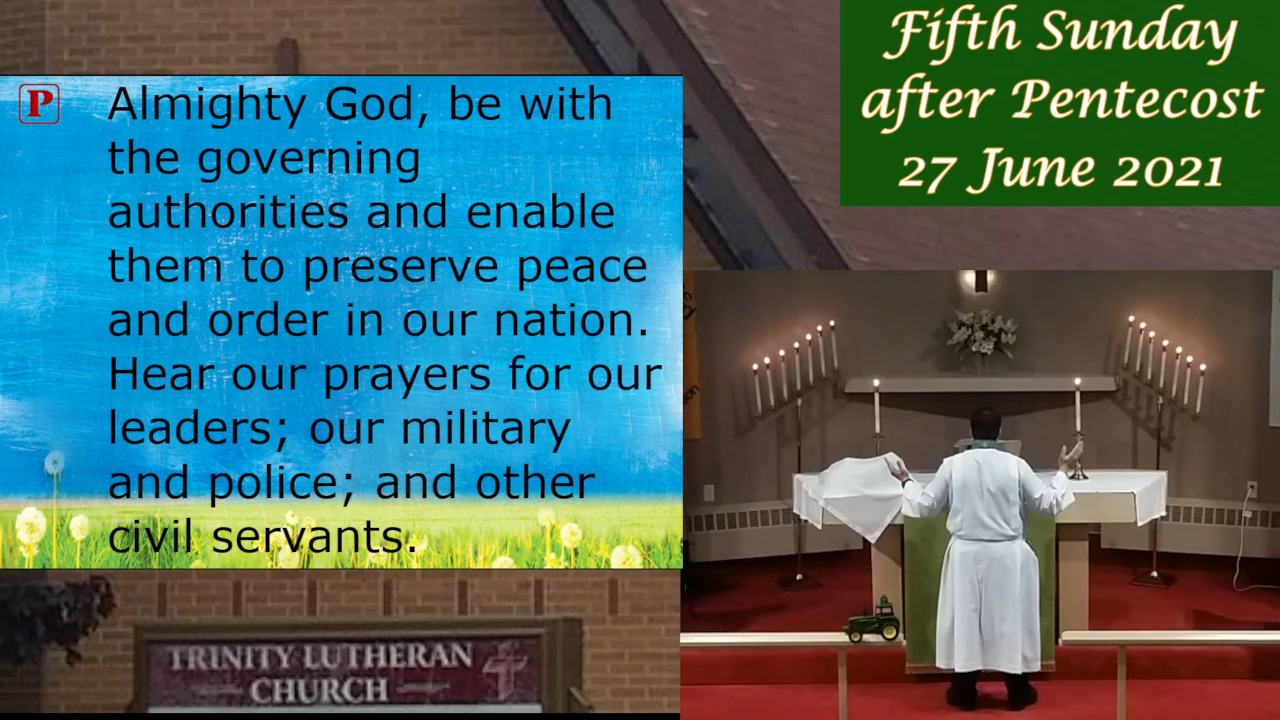 P
Almighty God, be with
the governing
authorities and enable
them to preserve peace
and order in our nation.
Hear our prayers for our
leaders; our military
and police; and other
civil servants.
Fifth Sunday
after Pentecost
27 June 2021
TRINITY LUTHERAN
CHURCH